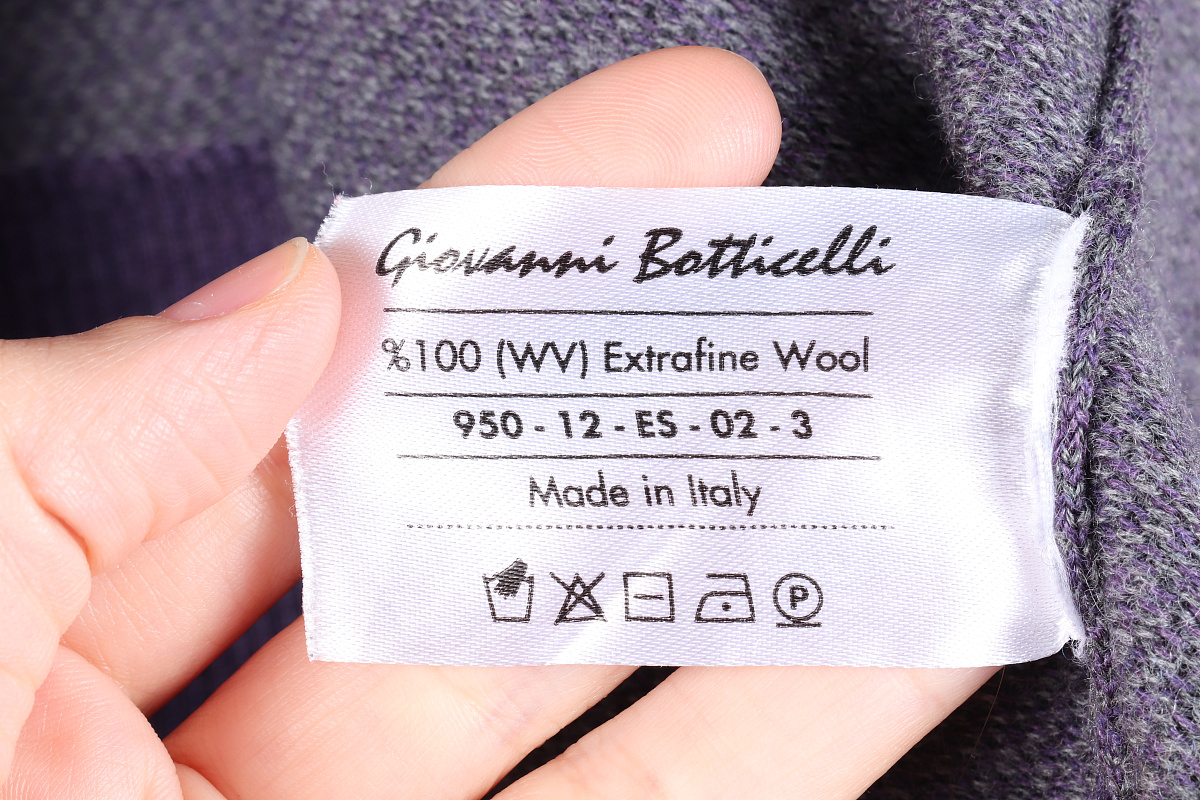 Giovanni Botticelli
%100 (WV) Extrafine Wool
950 - 12 - ES - 02 - 3
Made in Italy
P